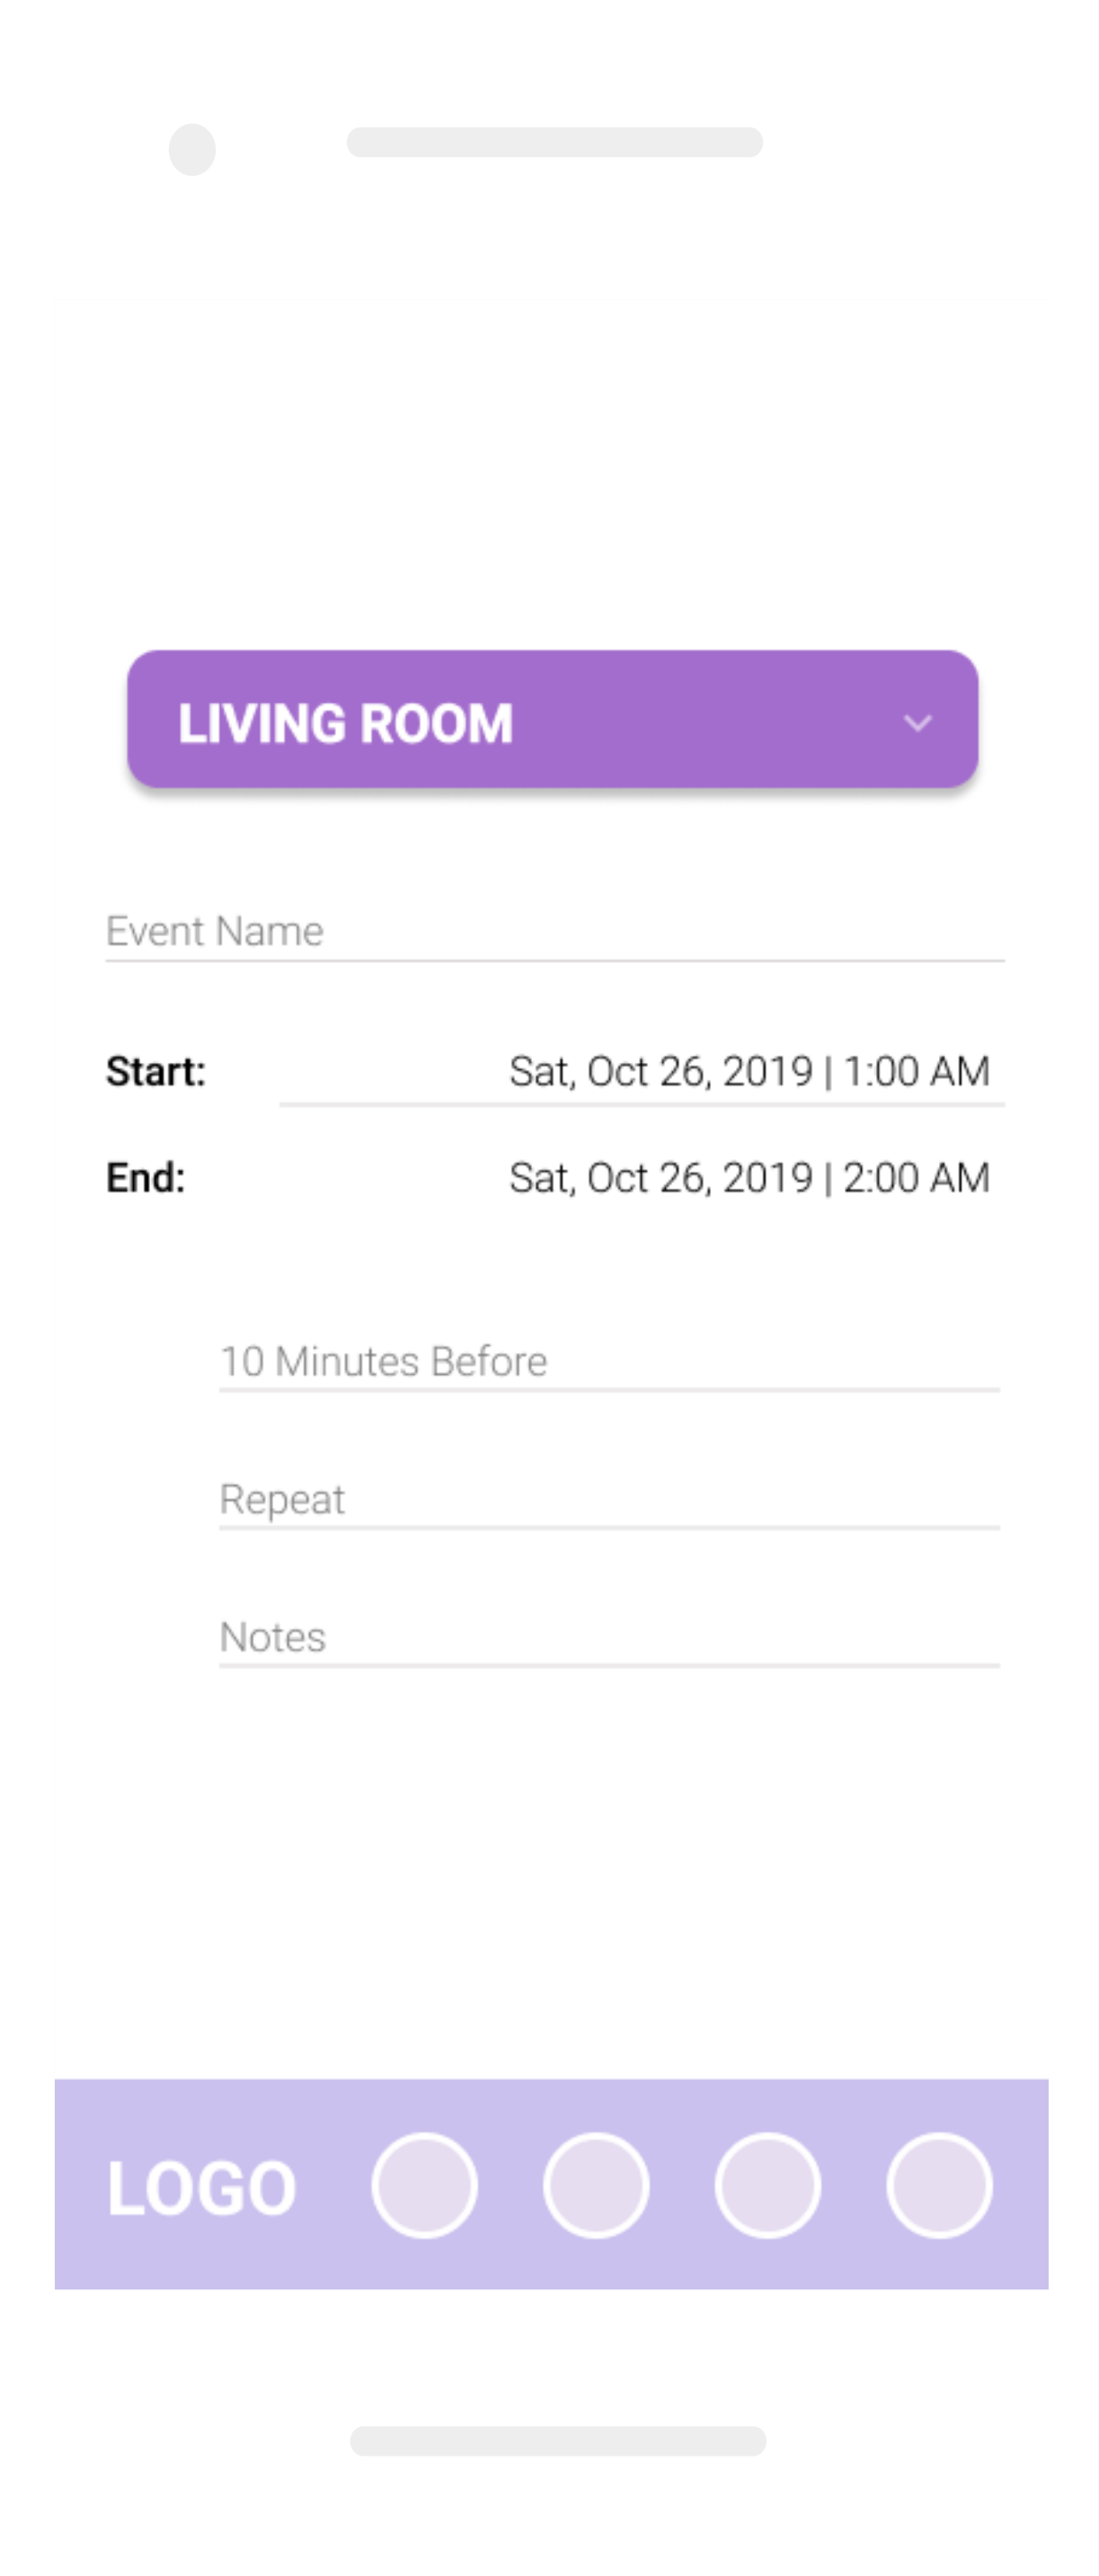 LIVING ROOM
Event Name
Start: Sat, Oct 26, 2019 | 1:00 AM
End: Sat, Oct 26, 2019 | 2:00 AM
10 Minutes Before
Repeat
Notes
LOGO